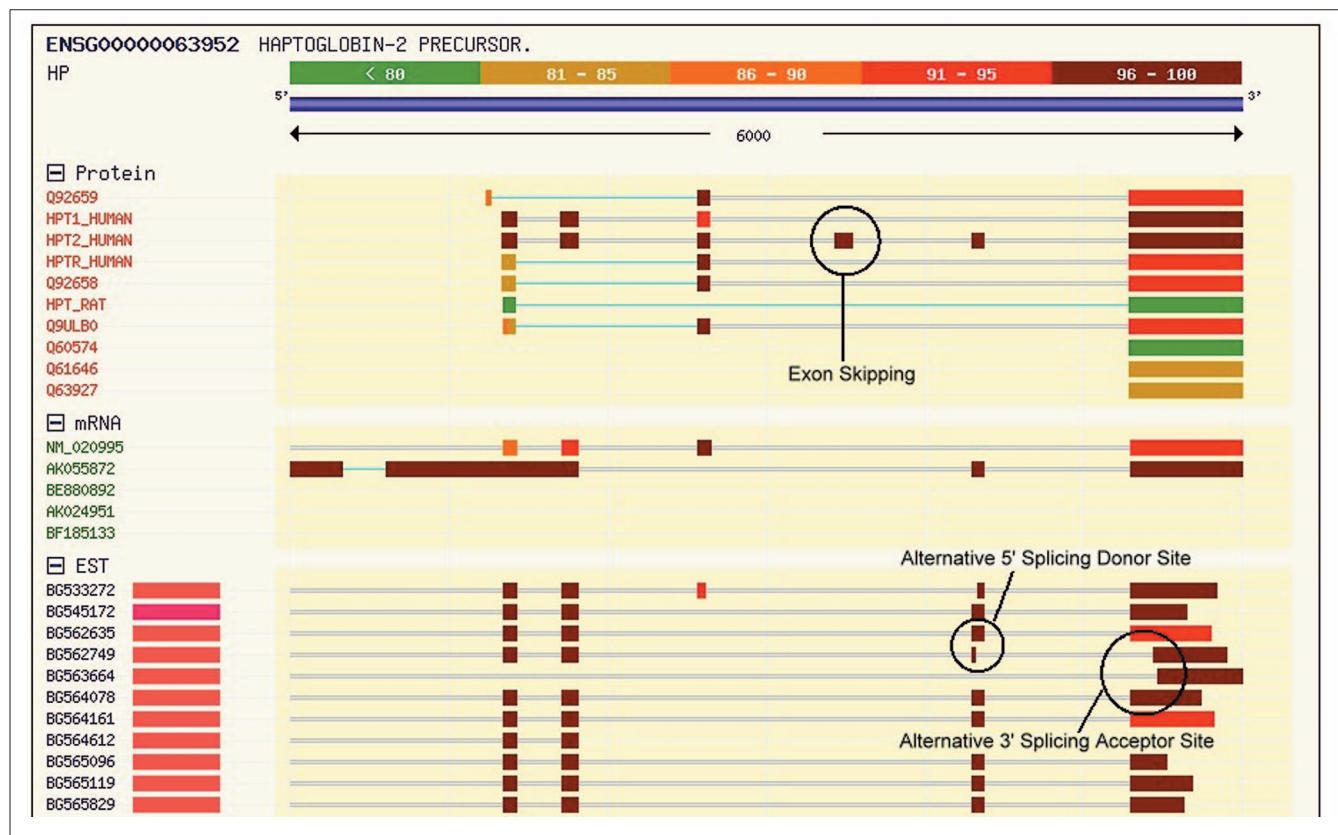 ENSG00000063952 HAPTOGLOBIN-2 PRECURSOR.
HP < 80 81 - 85 86 - 90 91 - 95 96 - 100
5' 3'
6000
Protein
Q92659
HPT1_HUMAN
HPT2_HUMAN
HPTR_HUMAN
Q92658
HPT_RAT
Q9ULB0
Q60574
Q61646
Q63927
Exon Skipping
mRNA
NM_020995
AK055872
BE880892
AK024951
BF185133
EST
Alternative 5' Splicing Donor Site
BG533272
BG545172
BG562635
BG562749
BG563664
BG564078
BG564161
BG564612
Alternative 3' Splicing Acceptor Site
BG565096
BG565119
BG565829